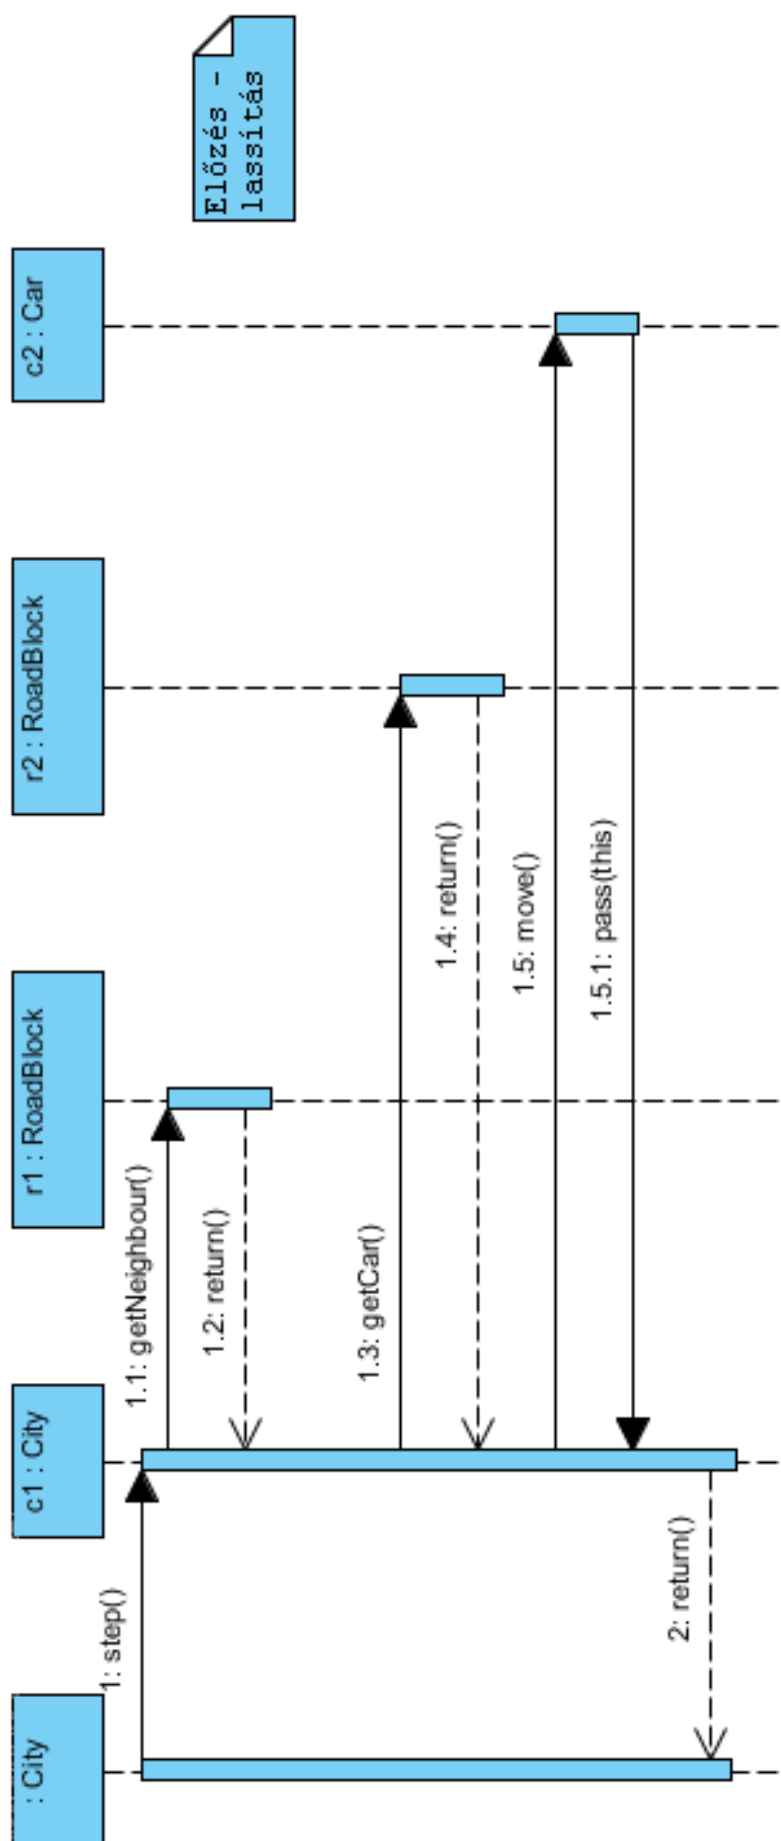 : City
c1 : City
r1 : RoadBlock
r2 : RoadBlock
c2 : Car
Előzés -
lassítás
1: step()
1.1: getNeighbour()
1.2: return()
1.3: getCar()
1.4: return()
1.5: move()
1.5.1: pass(this)
2: return()